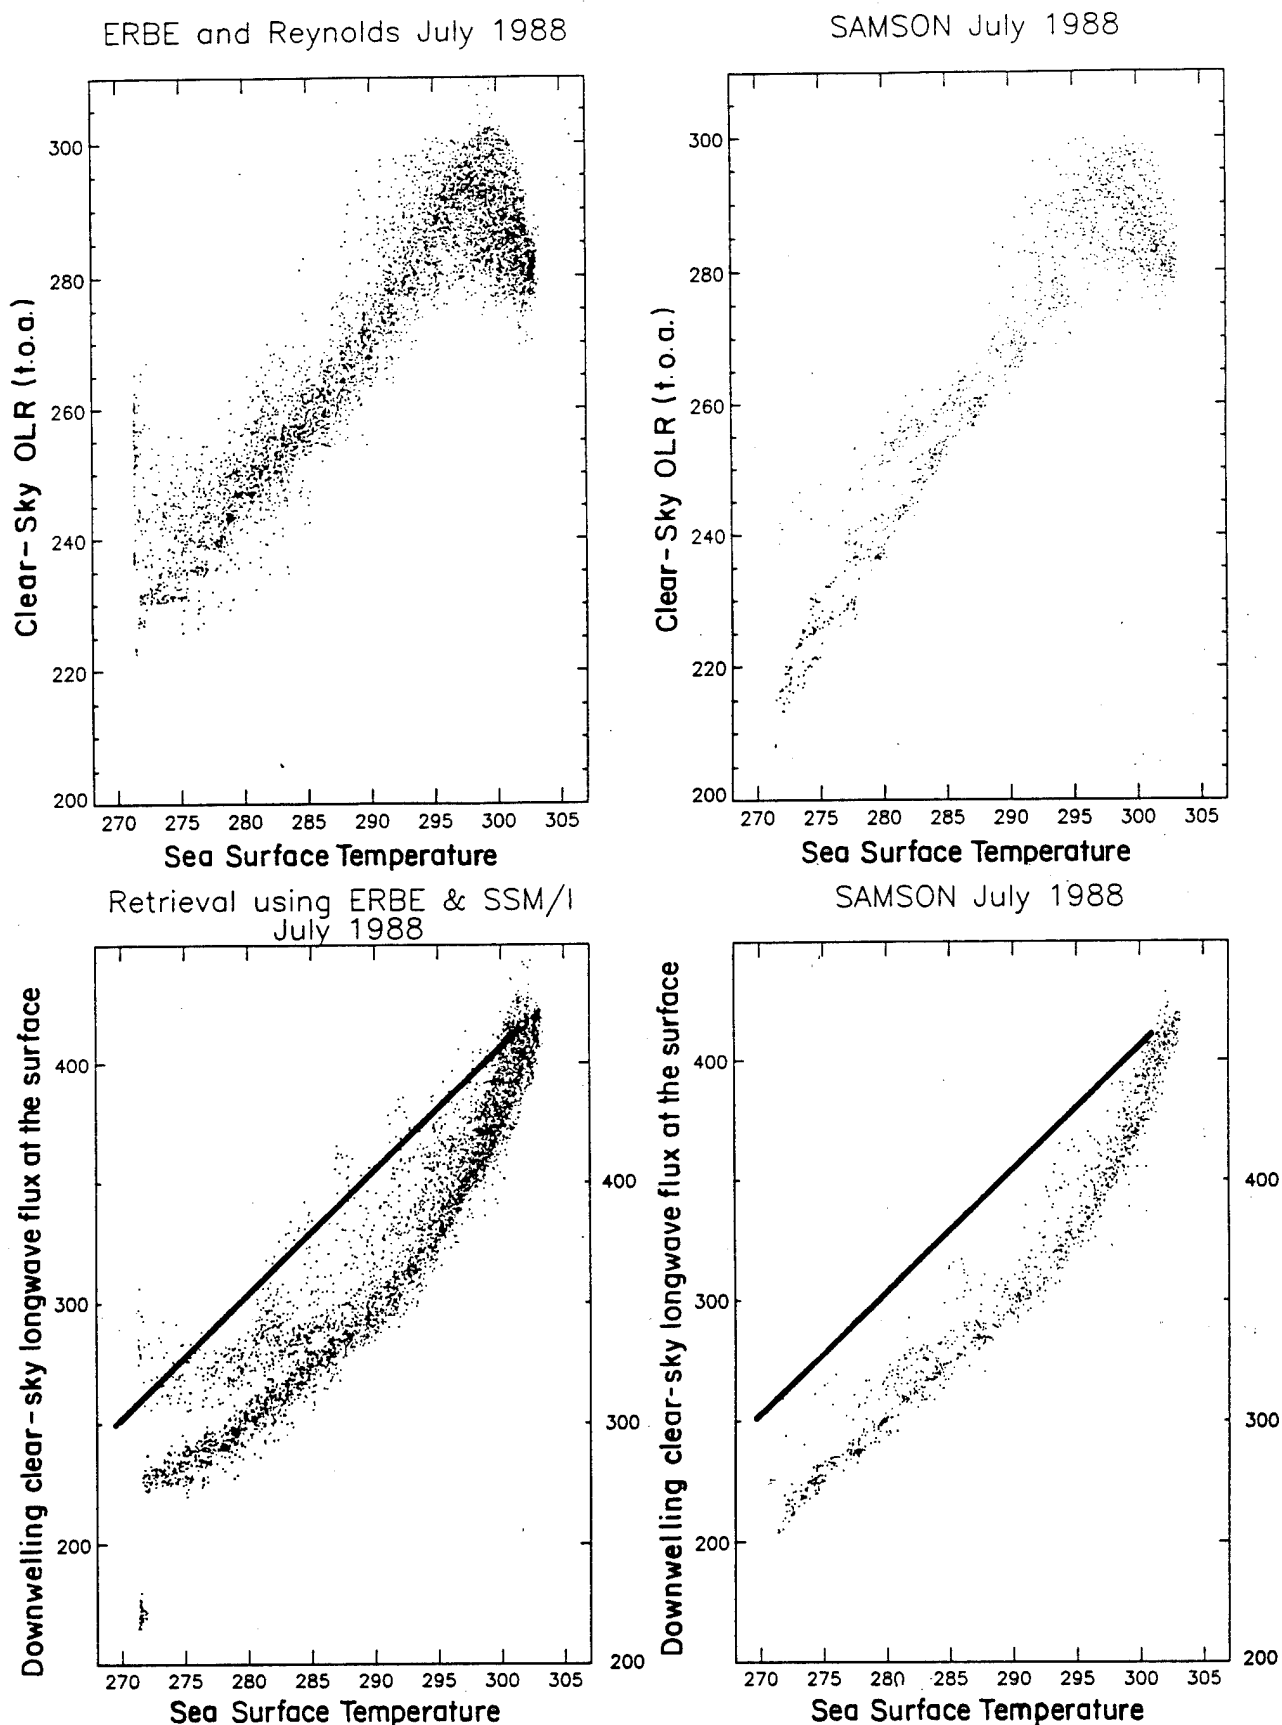 ERBE and Reynolds July 1988
Clear-Sky OLR (t.o.a.)
300
280
260
240
220
200
270 275 280 285 290 295 300 305
Sea Surface Temperature
SAMSON July 1988
Clear-Sky OLR (t.o.a.)
300
280
260
240
220
200
270 275 280 285 290 295 300 305
Sea Surface Temperature
Retrieval using ERBE & SSM/I
July 1988
Downwelling clear-sky longwave flux at the surface
400
300
200
400
300
200
270 275 280 285 290 295 300 305
Sea Surface Temperature
SAMSON July 1988
Downwelling clear-sky longwave flux at the surface
400
300
200
400
300
200
270 275 280 285 290 295 300 305
Sea Surface Temperature